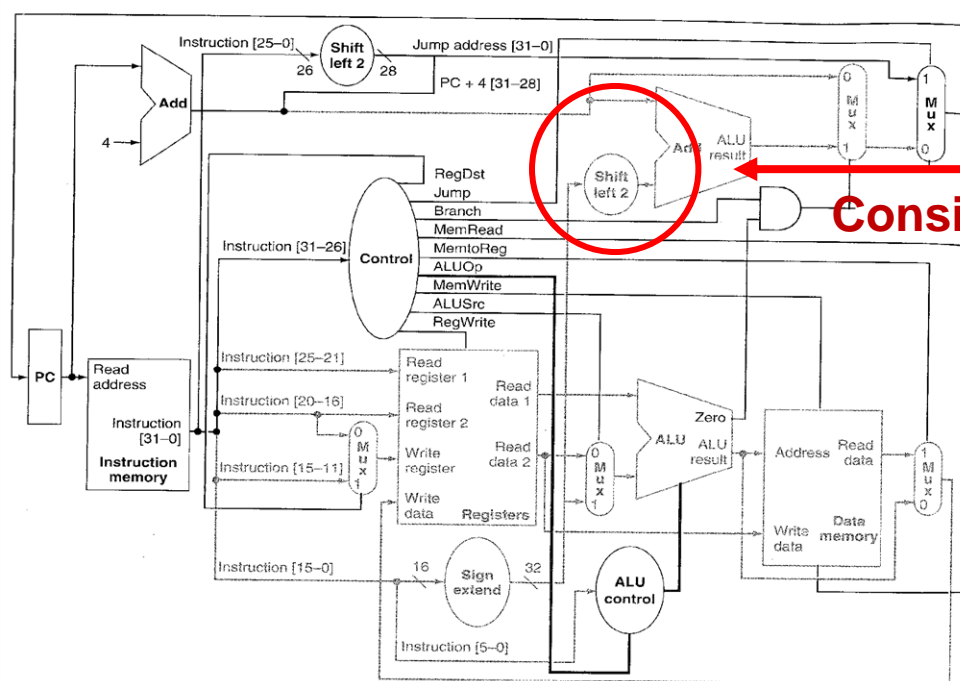 Instruction [25–0]
Shift
left 2
Jump address [31–0]
26
28
PC + 4 [31–28]
Add
4
0
M
u
x
1
1
M
u
x
0
Add
ALU
result
Shift
left 2
RegDst
Jump
Branch
MemRead
MemtoReg
ALUOp
MemWrite
ALUSrc
RegWrite
Consi
Instruction [31–26]
Control
PC
Read
address
Instruction
[31–0]
Instruction
memory
Instruction [25–21]
Instruction [20–16]
Instruction [15–11]
0
M
u
x
1
Read
register 1
Read
register 2
Write
register
Write
data
Read
data 1
Read
data 2
Registers
0
M
u
x
1
Zero
ALU
ALU
result
Address
Read
data
Write
data
Data
memory
1
M
u
x
0
Instruction [15–0]
16
Sign
extend
32
ALU
control
Instruction [5–0]